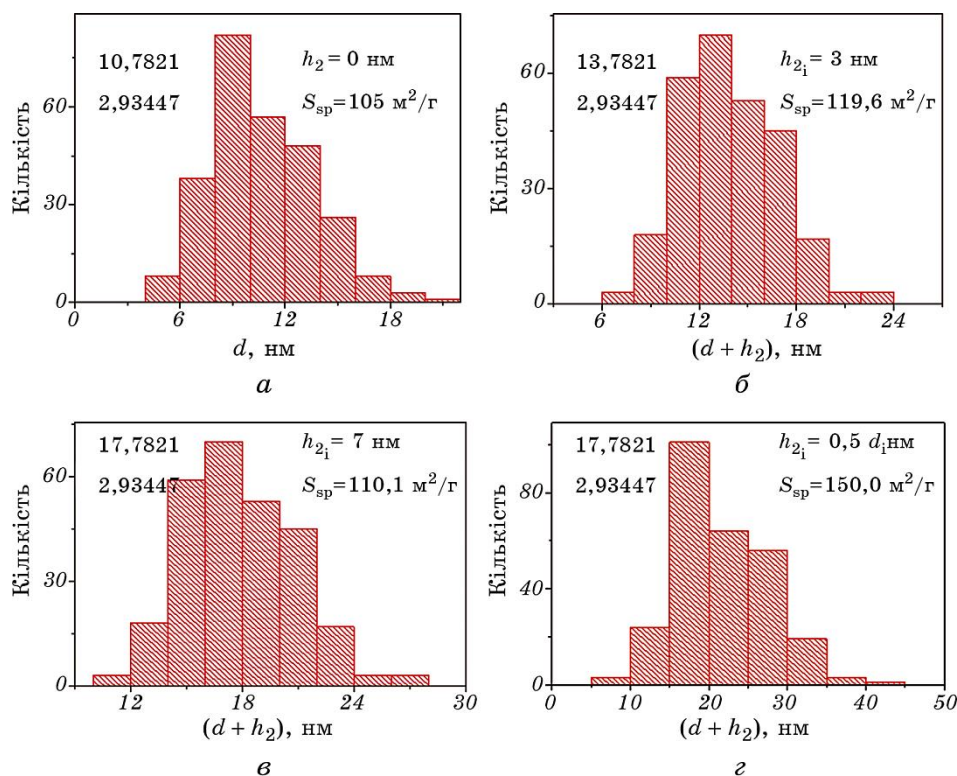 10,7821 h₂ = 0 нм
2,93447 Sₛₚ=105 м²/г
Кількість
60
30
0
0 6 12 18
d, нм
а
13,7821 h₂ᵢ = 3 нм
2,93447 Sₛₚ=119,6 м²/г
Кількість
60
30
0
6 12 18 24
(d + h₂), нм
б
17,7821 h₂ᵢ = 7 нм
2,93447 Sₛₚ=110,1 м²/г
Кількість
60
30
0
12 18 24 30
(d + h₂), нм
в
17,7821 h₂ᵢ = 0,5 dᵢнм
2,93447 Sₛₚ=150,0 м²/г
Кількість
80
40
0
0 10 20 30 40 50
(d + h₂), нм
г